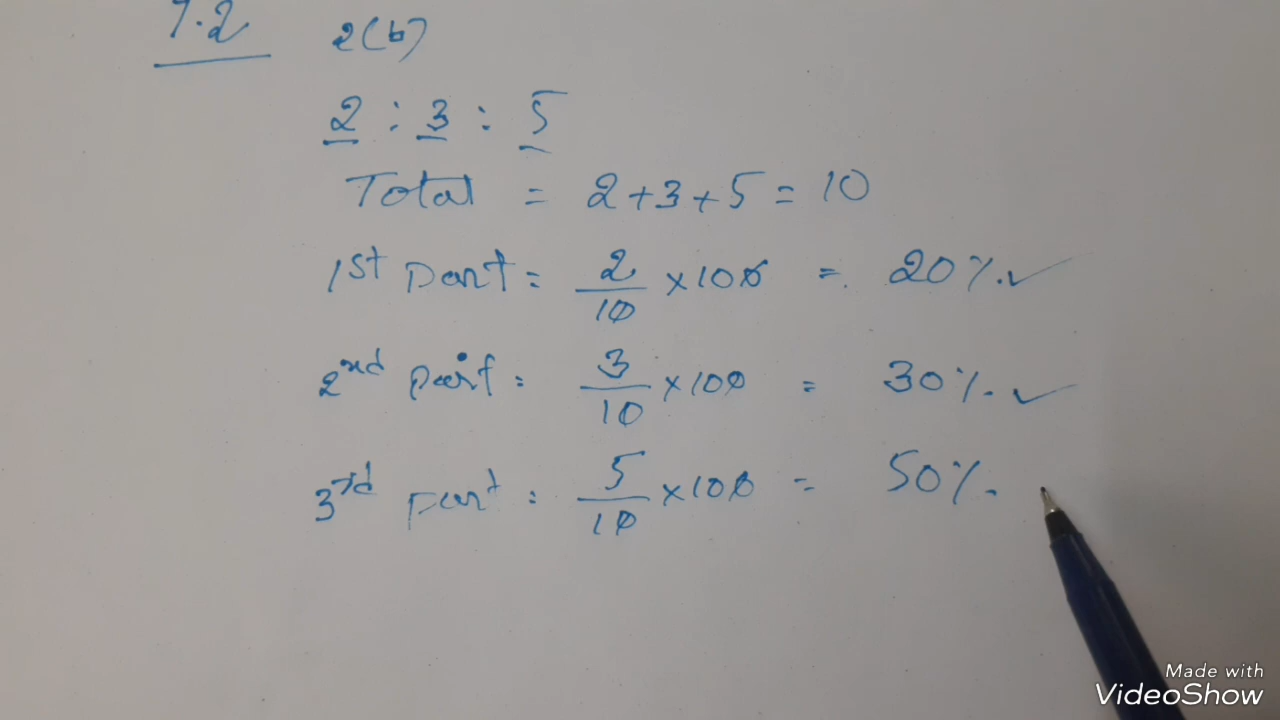 7.2 2(b)
2 : 3 : 5
Total = 2+3+5 = 10
1st part = 2/10 ×100 = 20%. ✓
2nd part = 3/10 ×100 = 30%. ✓
3rd part = 5/10 ×100 = 50%.
Made with
VideoShow